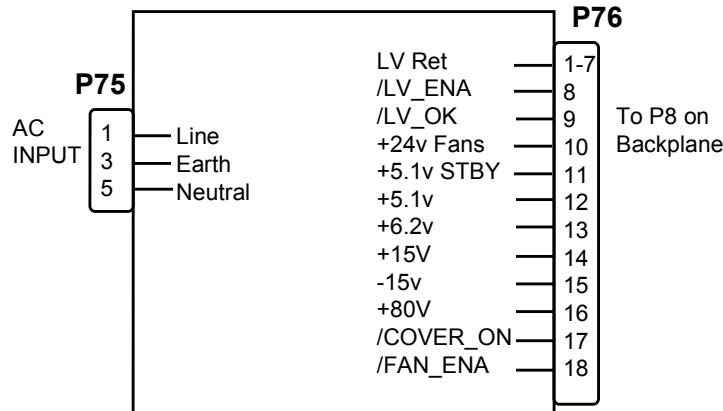 P76
P75
AC
INPUT
1 Line
3 Earth
5 Neutral
LV Ret 1-7
/LV_ENA 8
/LV_OK 9
+24v Fans 10
+5.1v STBY 11
+5.1v 12
+6.2v 13
+15V 14
-15v 15
+80V 16
/COVER_ON 17
/FAN_ENA 18
To P8 on
Backplane